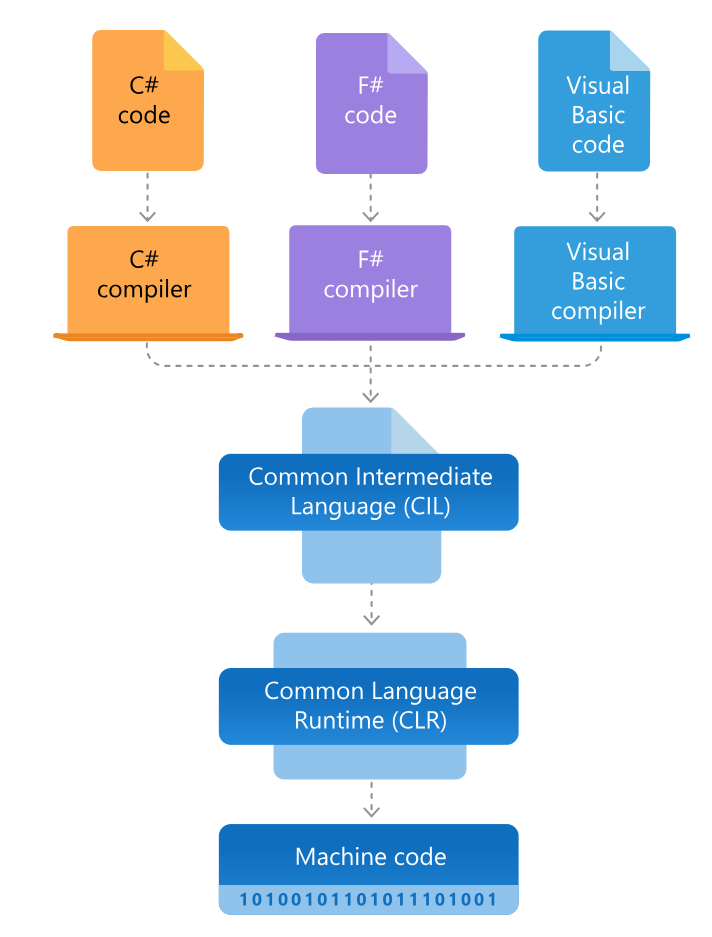 C#
code
F#
code
Visual
Basic
code
C#
compiler
F#
compiler
Visual
Basic
compiler
Common Intermediate
Language (CIL)
Common Language
Runtime (CLR)
Machine code
10100101101011101001